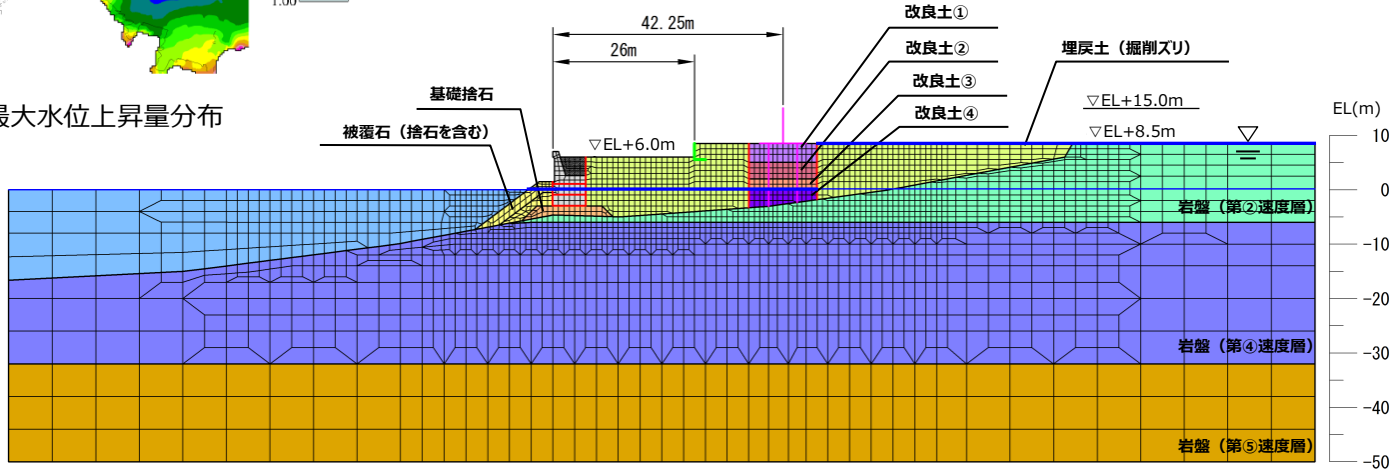 1.00
最大水位上昇量分布
42.25m
26m
改良土①
改良土②
改良土③
改良土④
埋戻土（掘削ズリ）
基礎捨石
被覆石（捨石を含む）
▽EL+6.0m
▽EL+15.0m
▽EL+8.5m
EL(m)
10
0
-10
-20
-30
-40
-50
岩盤（第②速度層）
岩盤（第④速度層）
岩盤（第⑤速度層）